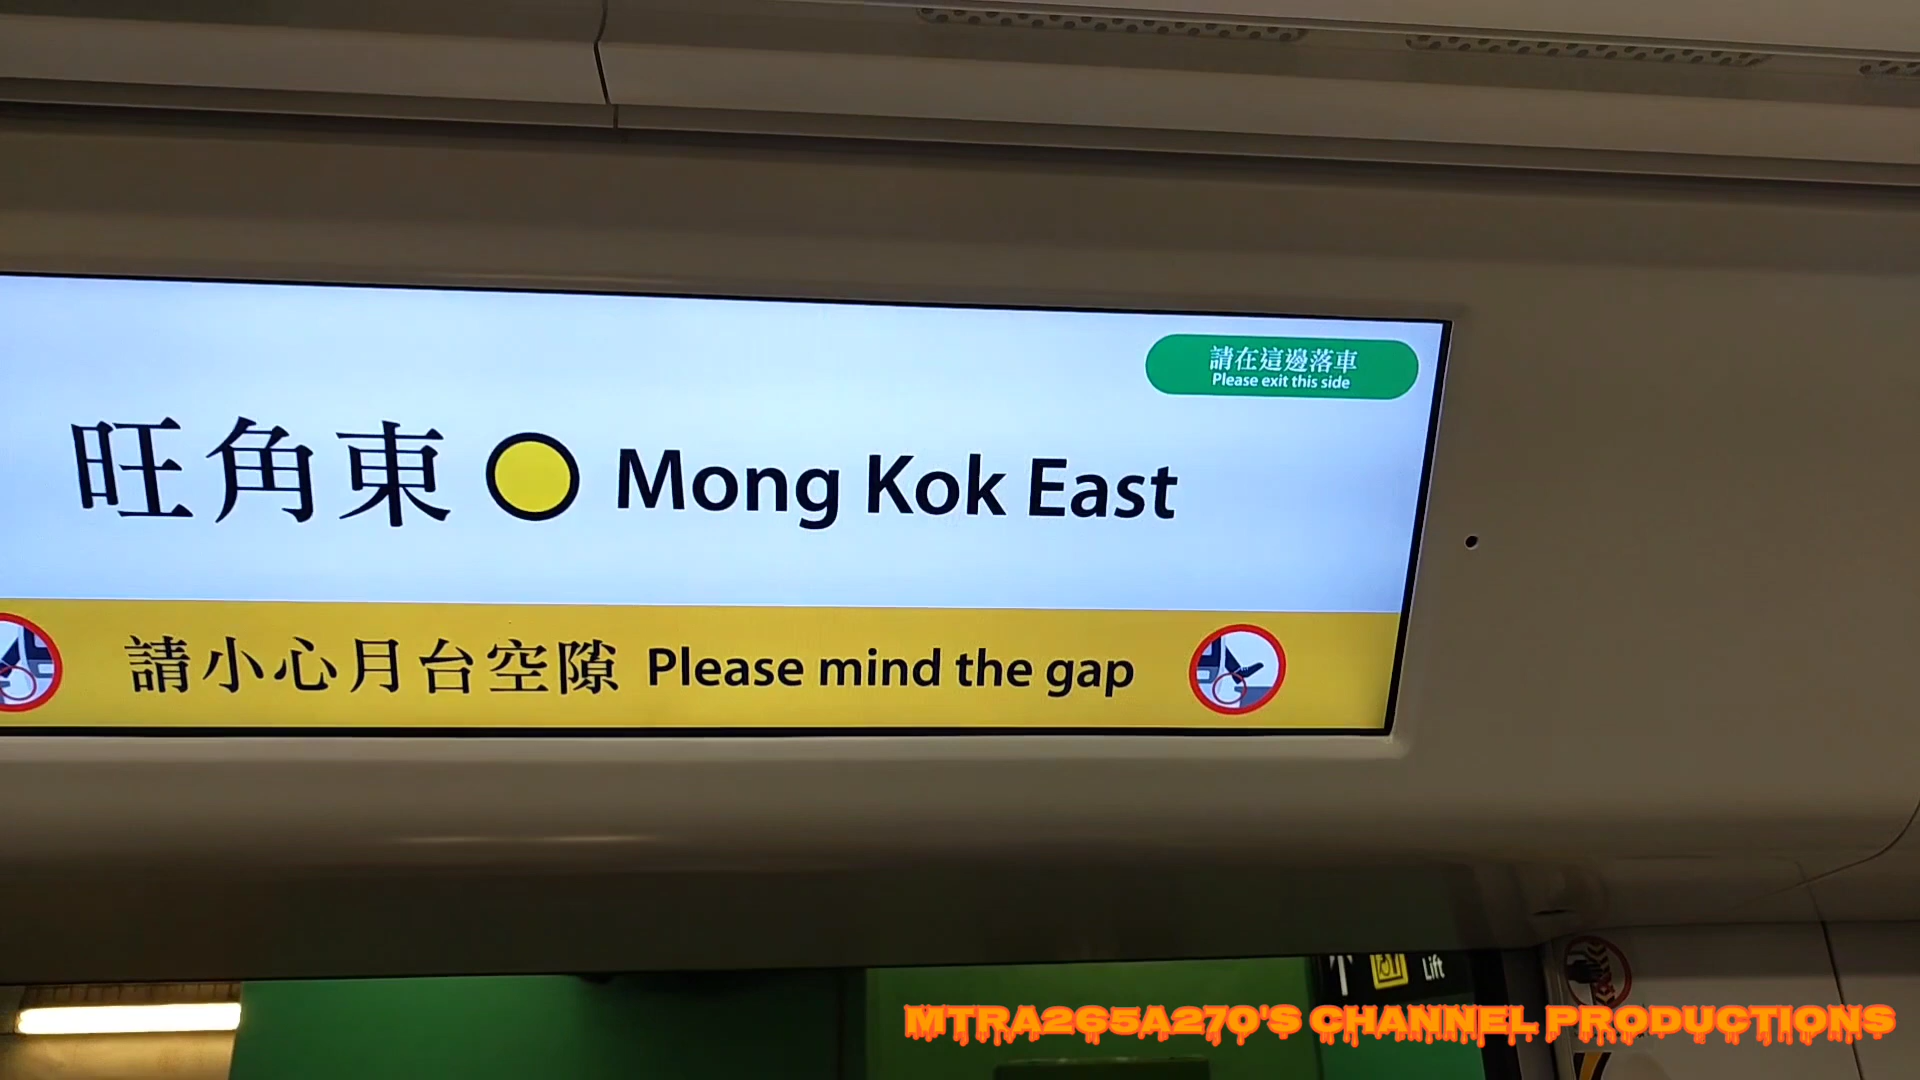 請在這邊落車
Please exit this side
旺角東 Mong Kok East
請小心月台空隙 Please mind the gap
Lift
MTRA265A270'S CHANNEL PRODUCTIONS